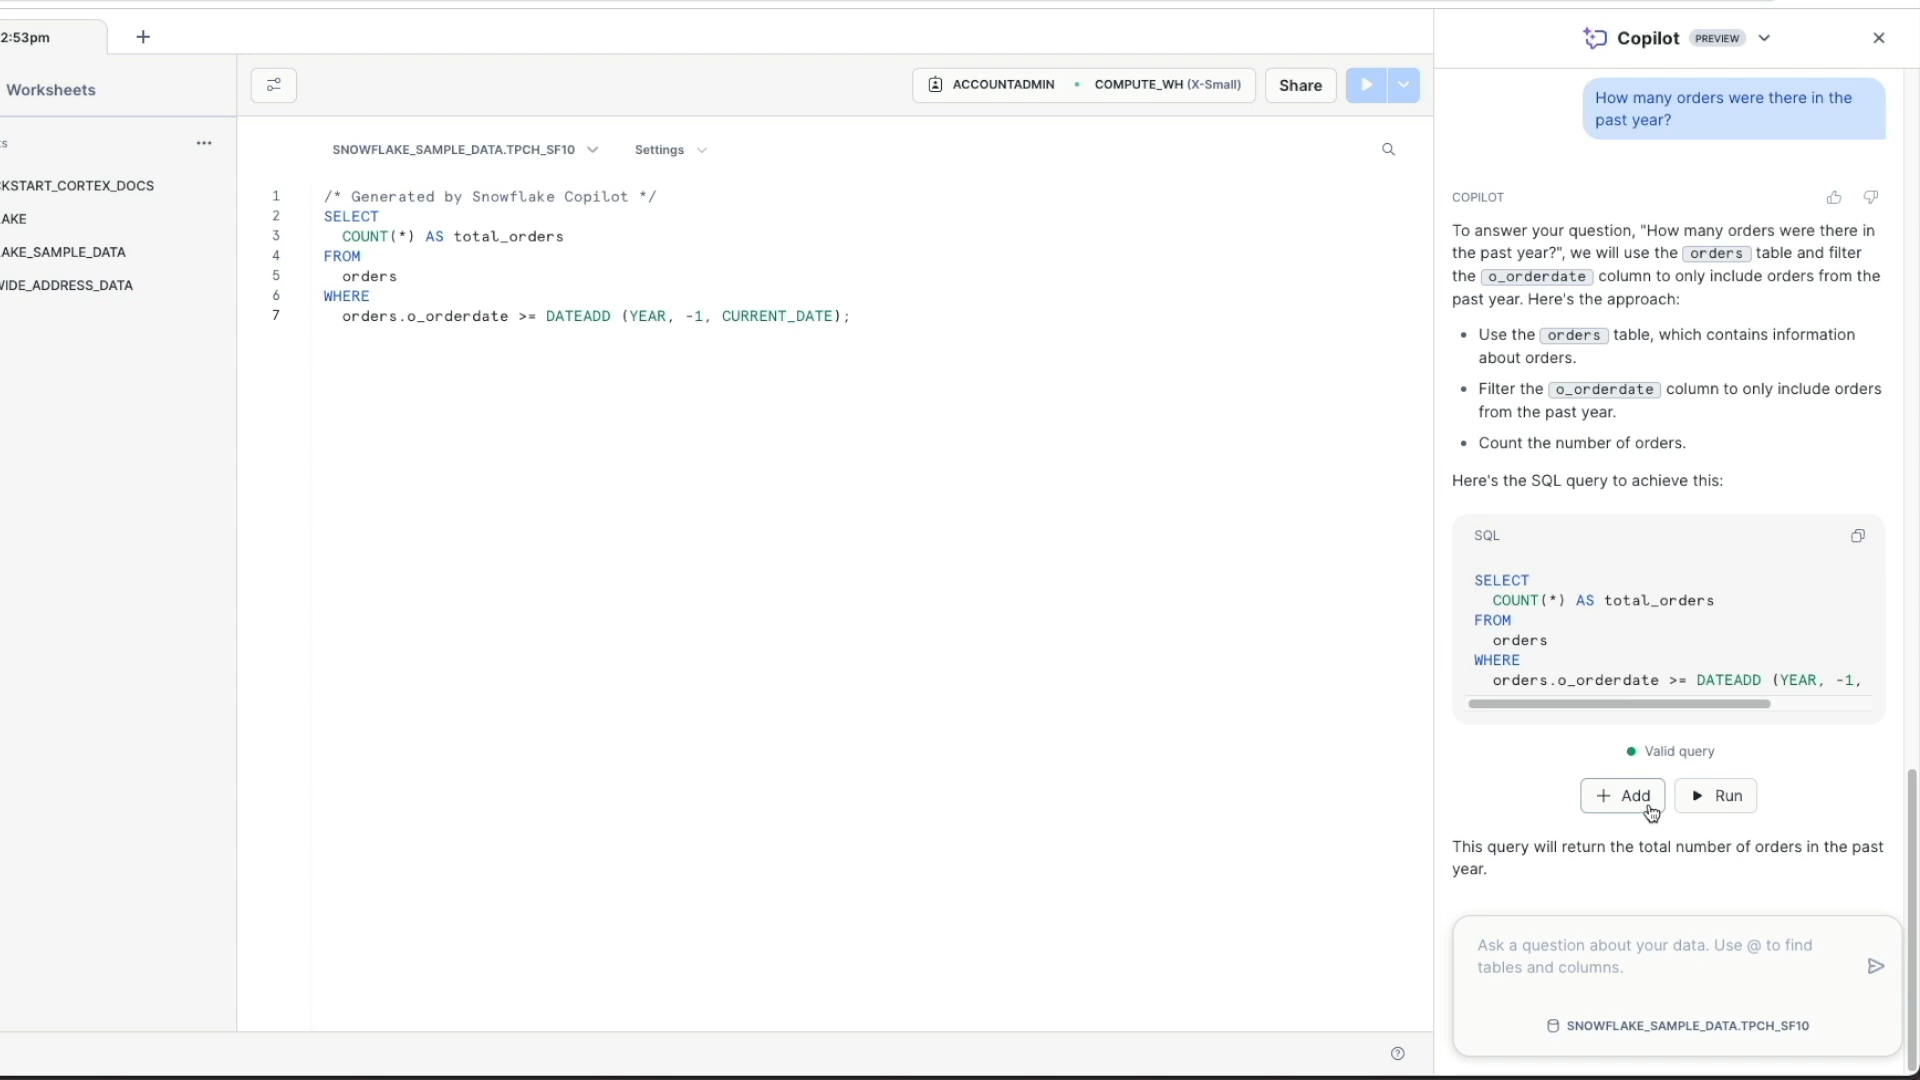 2:53pm
+
Worksheets
ACCOUNTADMIN • COMPUTE_WH (X-Small)
Share
ts
KSTART_CORTEX_DOCS
AKE
AKE_SAMPLE_DATA
VIDE_ADDRESS_DATA
SNOWFLAKE_SAMPLE_DATA.TPCH_SF10
Settings
1 /* Generated by Snowflake Copilot */
2 SELECT
3 COUNT(*) AS total_orders
4 FROM
5 orders
6 WHERE
7 orders.o_orderdate >= DATEADD (YEAR, -1, CURRENT_DATE);
Copilot PREVIEW
How many orders were there in the
past year?
COPILOT
To answer your question, "How many orders were there in
the past year?", we will use the orders table and filter
the o_orderdate column to only include orders from the
past year. Here's the approach:
• Use the orders table, which contains information
about orders.
• Filter the o_orderdate column to only include orders
from the past year.
• Count the number of orders.
Here's the SQL query to achieve this:
SQL
SELECT
COUNT(*) AS total_orders
FROM
orders
WHERE
orders.o_orderdate >= DATEADD (YEAR, -1,
Valid query
+ Add
Run
This query will return the total number of orders in the past
year.
Ask a question about your data. Use @ to find
tables and columns.
SNOWFLAKE_SAMPLE_DATA.TPCH_SF10